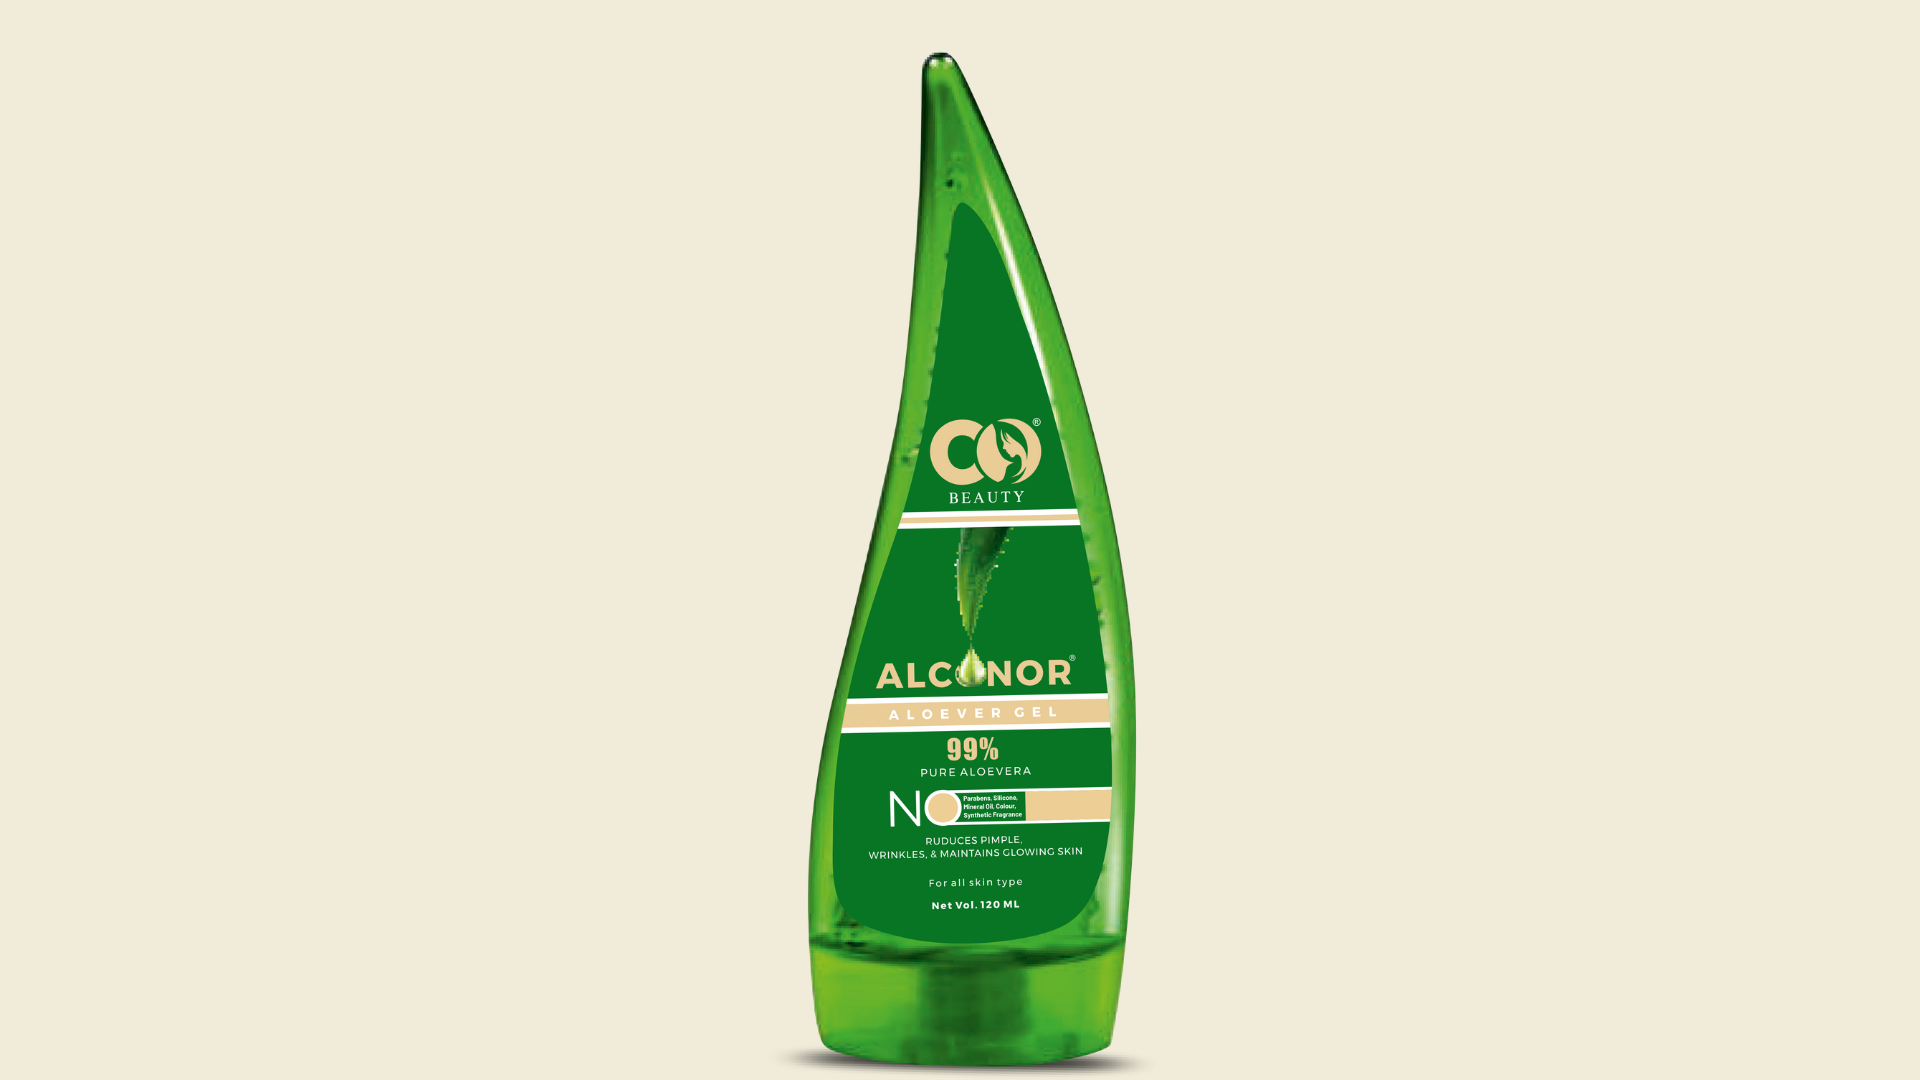 CO®
BEAUTY
ALCONOR®
ALOEVER GEL
99%
PURE ALOEVERA
NO
Parabens, Silicone,
Mineral Oil, Colour,
Synthetic Fragrance
RUDUCES PIMPLE,
WRINKLES, & MAINTAINS GLOWING SKIN
For all skin type
Net Vol. 120 ML